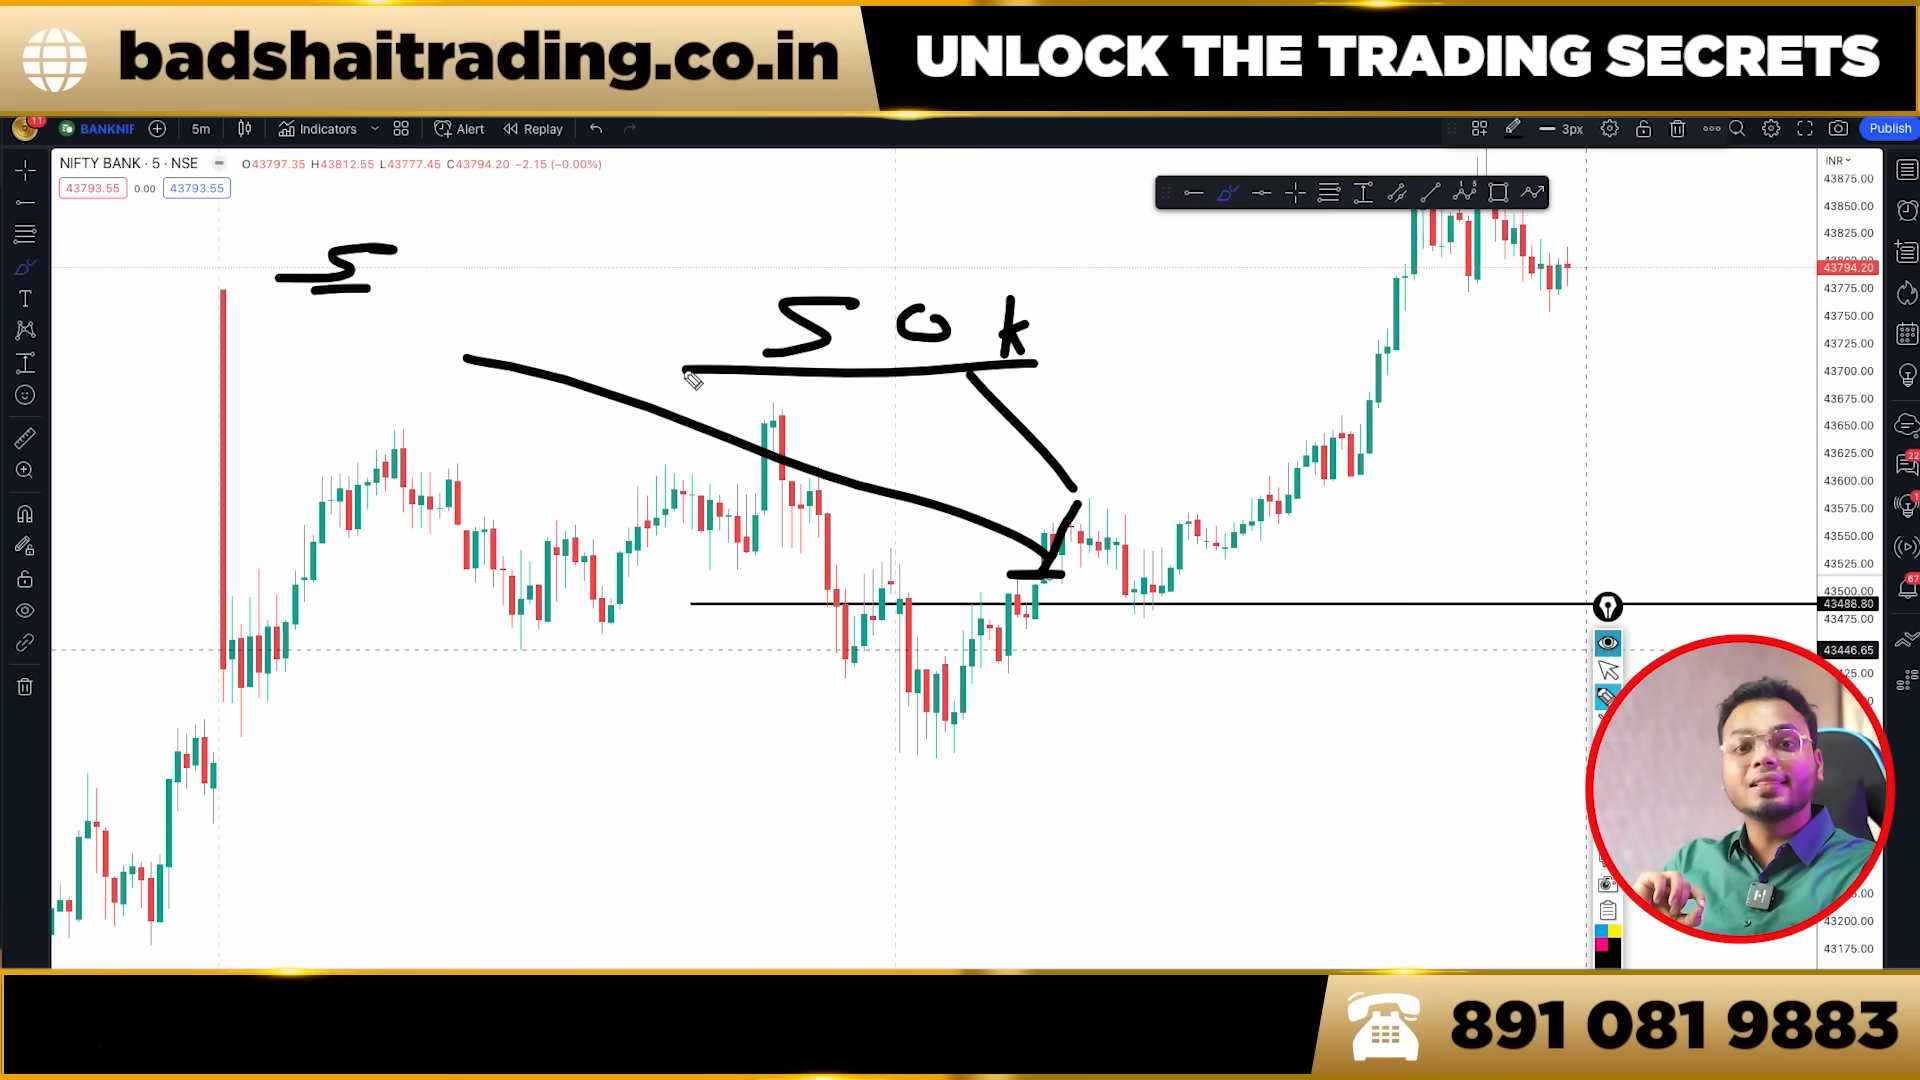 badshaitrading.co.in
UNLOCK THE TRADING SECRETS
11
BANKNIF
5m
Indicators
Alert
Replay
3px
Publish
NIFTY BANK · 5 · NSE
O43797.35 H43812.55 L43777.45 C43794.20 −2.15 (−0.00%)
43793.55
0.00
43793.55
INR
43875.00
43850.00
43825.00
43794.20
43775.00
43750.00
43725.00
43700.00
43675.00
43650.00
43625.00
43600.00
43575.00
43550.00
43525.00
43500.00
43488.80
43475.00
43446.65
43200.00
43175.00
22
67
5
50k
891 081 9883